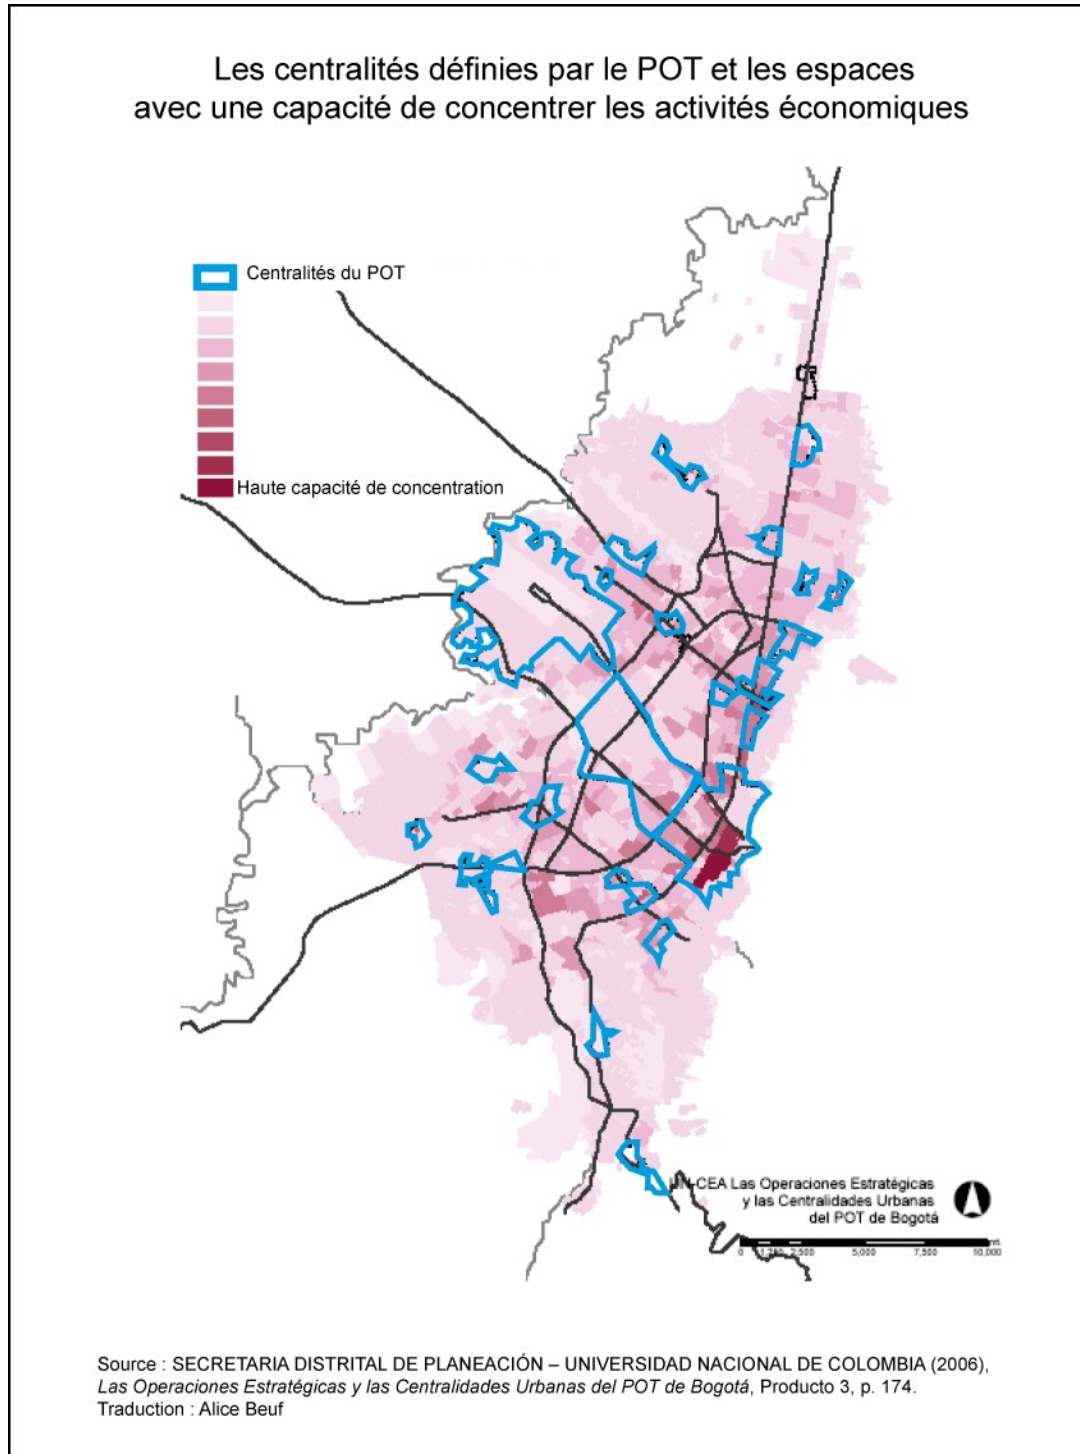 Les centralités définies par le POT et les espaces
avec une capacité de concentrer les activités économiques
Centralités du POT
Haute capacité de concentration
UN-CEA Las Operaciones Estratégicas
y las Centralidades Urbanas
del POT de Bogotá
mt.
0 1,250 2,500 5,000 7,500 10,000
Source : SECRETARIA DISTRITAL DE PLANEACIÓN – UNIVERSIDAD NACIONAL DE COLOMBIA (2006),
Las Operaciones Estratégicas y las Centralidades Urbanas del POT de Bogotá, Producto 3, p. 174.
Traduction : Alice Beuf